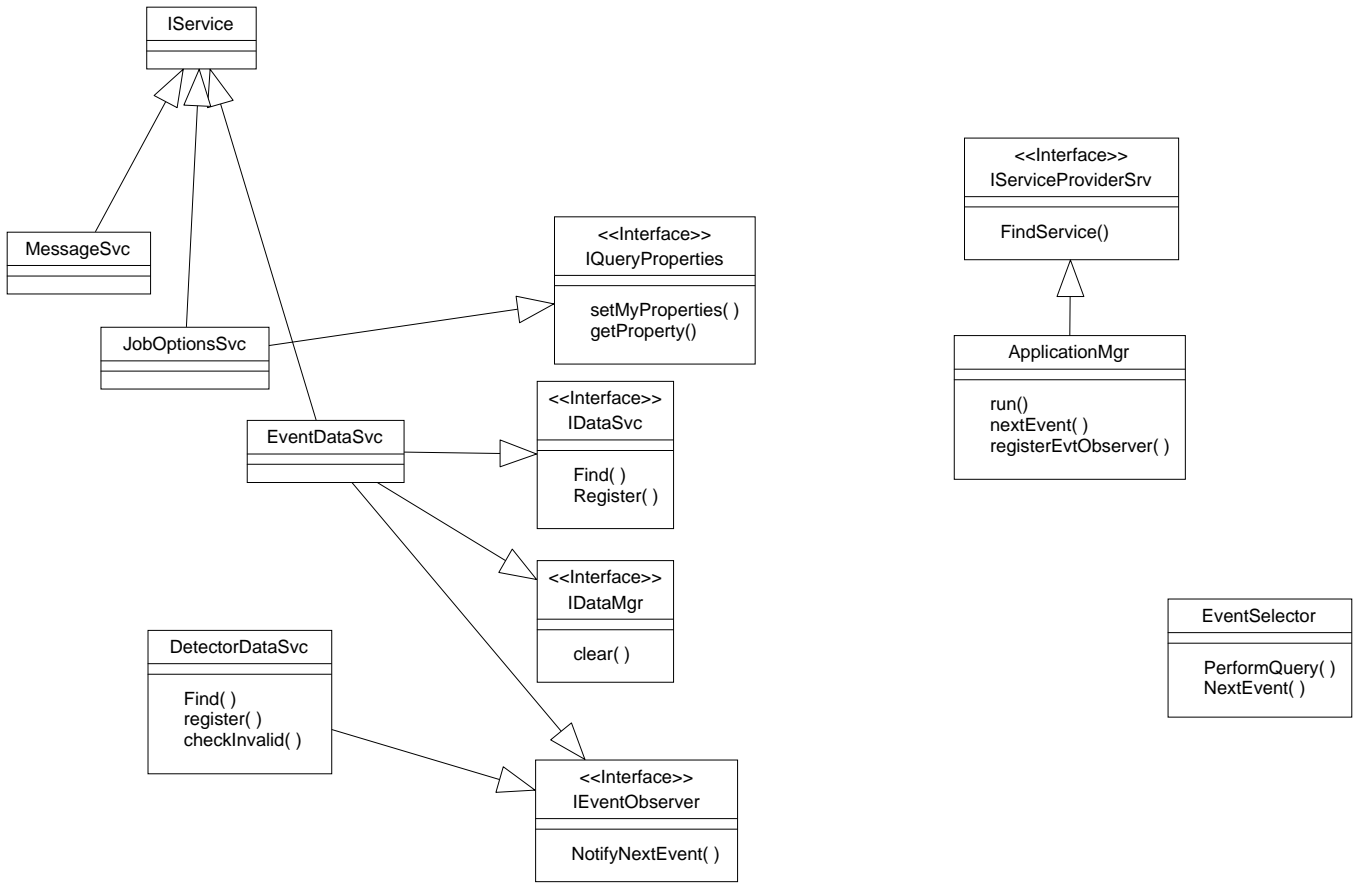 IService
<<Interface>>
IServiceProviderSrv
FindService()
MessageSvc
<<Interface>>
IQueryProperties
setMyProperties( )
getProperty()
JobOptionsSvc
ApplicationMgr
run()
nextEvent( )
registerEvtObserver( )
<<Interface>>
IDataSvc
Find( )
Register( )
EventDataSvc
<<Interface>>
IDataMgr
clear( )
EventSelector
PerformQuery( )
NextEvent( )
DetectorDataSvc
Find( )
register( )
checkInvalid( )
<<Interface>>
IEventObserver
NotifyNextEvent( )